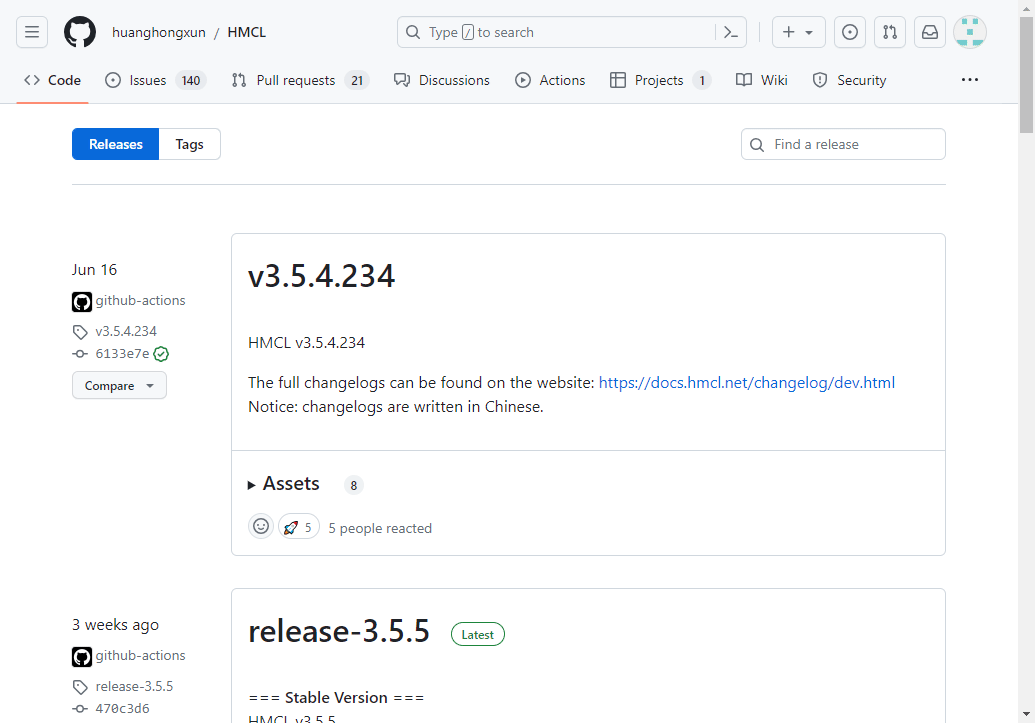 huanghongxun / HMCL
Type / to search
Code Issues 140 Pull requests 21 Discussions Actions Projects 1 Wiki Security
Releases Tags
Find a release
Jun 16
github-actions
v3.5.4.234
6133e7e
Compare
v3.5.4.234
HMCL v3.5.4.234
The full changelogs can be found on the website: https://docs.hmcl.net/changelog/dev.html
Notice: changelogs are written in Chinese.
Assets 8
5 5 people reacted
3 weeks ago
github-actions
release-3.5.5
470c3d6
release-3.5.5 Latest
=== Stable Version ===
HMCL v3.5.5